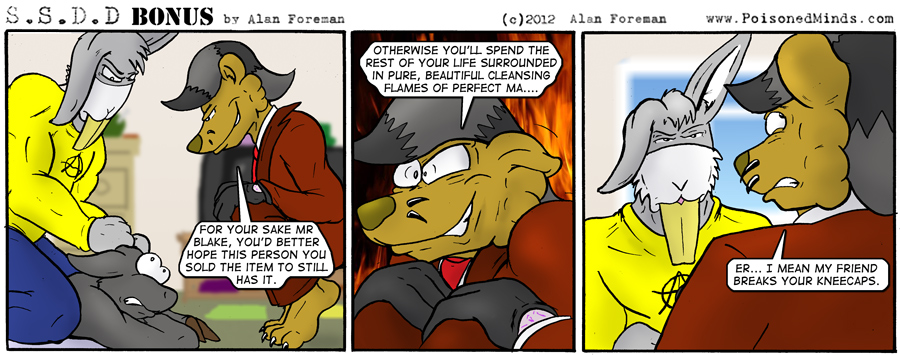 S.S.D.D BONUS by Alan Foreman (c)2012 Alan Foreman www.PoisonedMinds.com
FOR YOUR SAKE MR
BLAKE, YOU'D BETTER
HOPE THIS PERSON YOU
SOLD THE ITEM TO STILL
HAS IT.
OTHERWISE YOU'LL SPEND THE
REST OF YOUR LIFE SURROUNDED
IN PURE, BEAUTIFUL CLEANSING
FLAMES OF PERFECT MA....
ER... I MEAN MY FRIEND
BREAKS YOUR KNEECAPS.